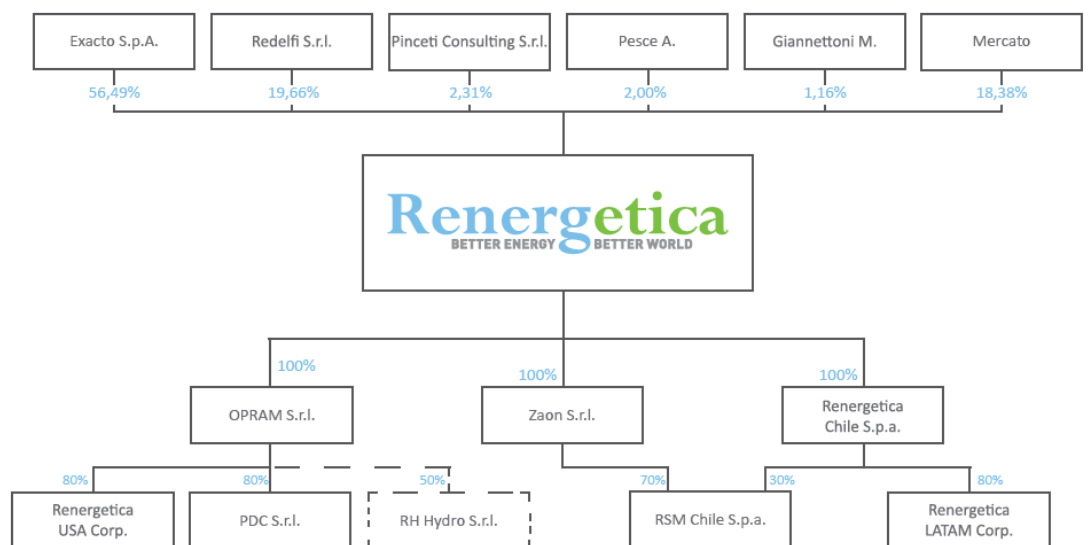 Exacto S.p.A.
Redelfi S.r.l.
Pinceti Consulting S.r.l.
Pesce A.
Giannettoni M.
Mercato
56,49%
19,66%
2,31%
2,00%
1,16%
18,38%
Renergetica
BETTER ENERGY BETTER WORLD
100%
100%
100%
OPRAM S.r.l.
Zaon S.r.l.
Renergetica
Chile S.p.a.
80%
80%
50%
70%
30%
80%
Renergetica
USA Corp.
PDC S.r.l.
RH Hydro S.r.l.
RSM Chile S.p.a.
Renergetica
LATAM Corp.